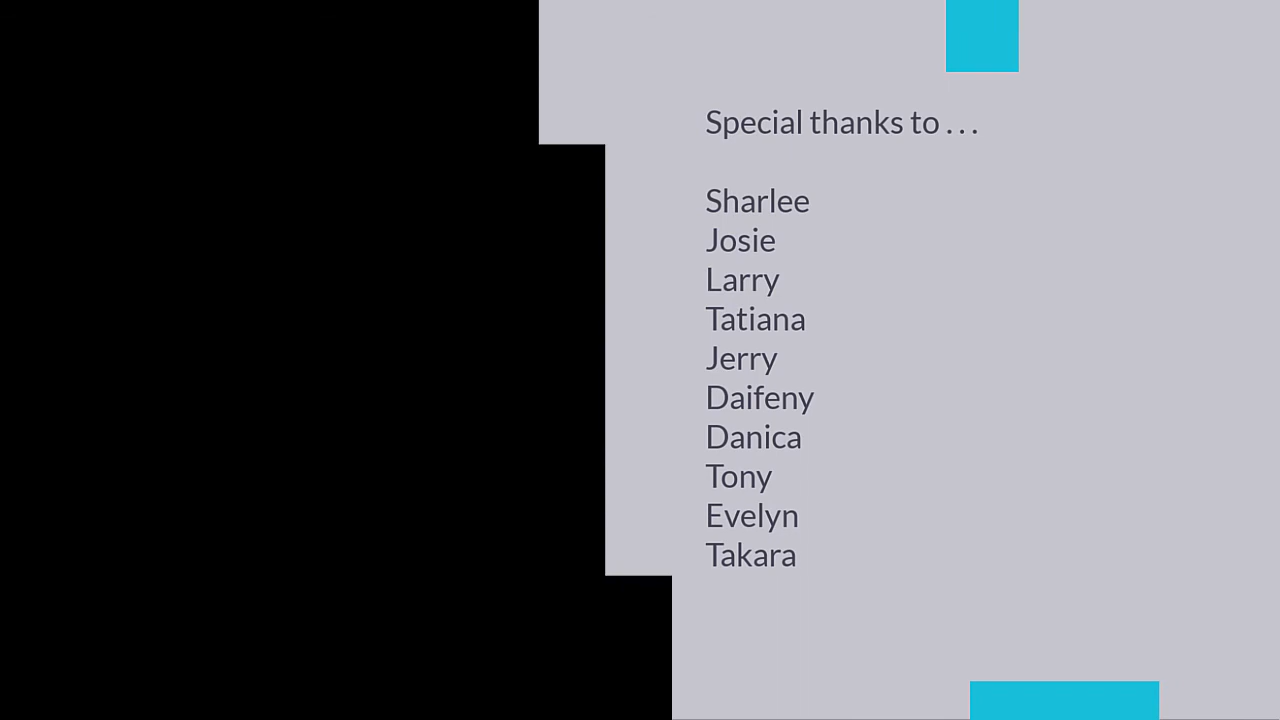 Special thanks to . . .
Sharlee
Josie
Larry
Tatiana
Jerry
Daifeny
Danica
Tony
Evelyn
Takara